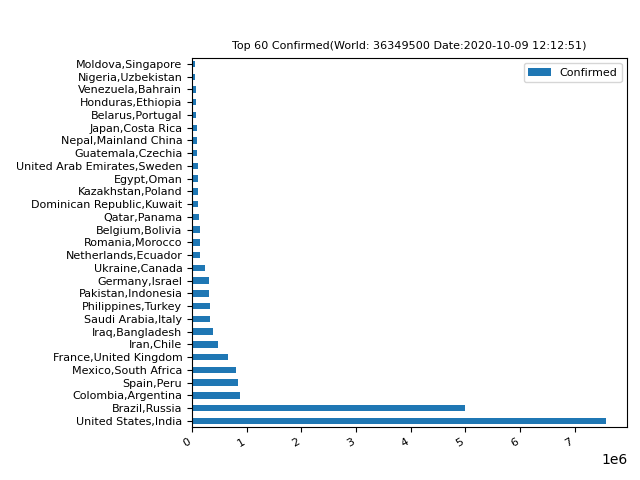 Top 60 Confirmed(World: 36349500 Date:2020-10-09 12:12:51)
Confirmed
Moldova,Singapore
Nigeria,Uzbekistan
Venezuela,Bahrain
Honduras,Ethiopia
Belarus,Portugal
Japan,Costa Rica
Nepal,Mainland China
Guatemala,Czechia
United Arab Emirates,Sweden
Egypt,Oman
Kazakhstan,Poland
Dominican Republic,Kuwait
Qatar,Panama
Belgium,Bolivia
Romania,Morocco
Netherlands,Ecuador
Ukraine,Canada
Germany,Israel
Pakistan,Indonesia
Philippines,Turkey
Saudi Arabia,Italy
Iraq,Bangladesh
Iran,Chile
France,United Kingdom
Mexico,South Africa
Spain,Peru
Colombia,Argentina
Brazil,Russia
United States,India
0 1 2 3 4 5 6 7
1e6